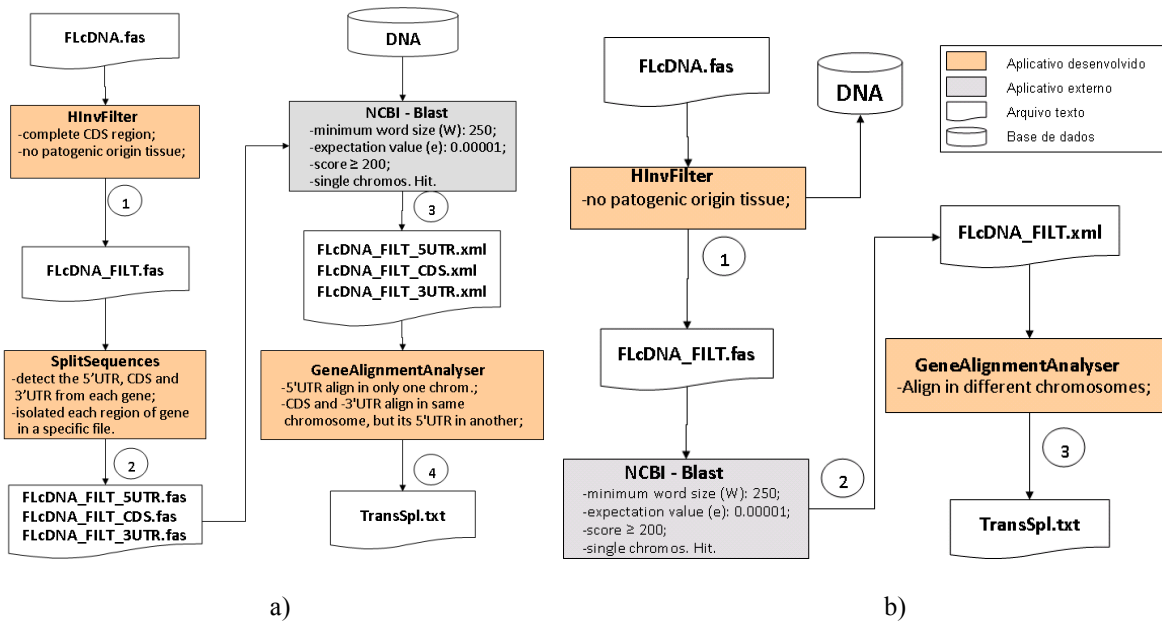 FLcDNA.fas
HInvFilter
-complete CDS region;
-no patogenic origin tissue;
1
FLcDNA_FILT.fas
SplitSequences
-detect the 5'UTR, CDS and
3'UTR from each gene;
-isolated each region of gene
in a specific file.
2
FLcDNA_FILT_5UTR.fas
FLcDNA_FILT_CDS.fas
FLcDNA_FILT_3UTR.fas
DNA
NCBI - Blast
-minimum word size (W): 250;
-expectation value (e): 0.00001;
-score ≥ 200;
-single chromos. Hit.
3
FLcDNA_FILT_5UTR.xml
FLcDNA_FILT_CDS.xml
FLcDNA_FILT_3UTR.xml
GeneAlignmentAnalyser
-5'UTR align in only one chrom.;
-CDS and -3'UTR align in same
chromosome, but its 5'UTR in another;
4
TransSpl.txt
a)
FLcDNA.fas
DNA
HInvFilter
-no patogenic origin tissue;
1
FLcDNA_FILT.fas
NCBI - Blast
-minimum word size (W): 250;
-expectation value (e): 0.00001;
-score ≥ 200;
-single chromos. Hit.
2
FLcDNA_FILT.xml
GeneAlignmentAnalyser
-Align in different chromosomes;
3
TransSpl.txt
b)
Aplicativo desenvolvido
Aplicativo externo
Arquivo texto
Base de dados